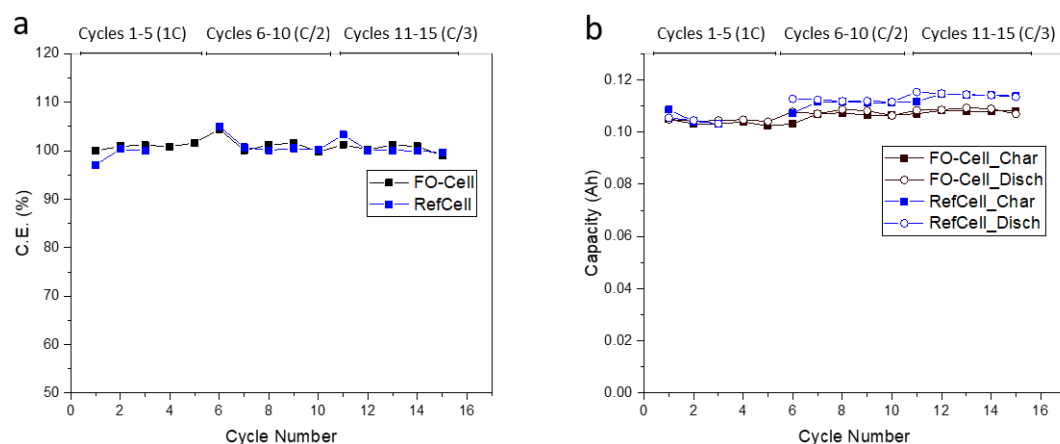 a
Cycles 1-5 (1C) Cycles 6-10 (C/2) Cycles 11-15 (C/3)
120
110
100
90
80
70
60
50
C.E. (%)
FO-Cell
RefCell
0 2 4 6 8 10 12 14 16
Cycle Number
b
Cycles 1-5 (1C) Cycles 6-10 (C/2) Cycles 11-15 (C/3)
0.12
0.10
0.08
0.06
0.04
0.02
0.00
Capacity (Ah)
FO-Cell_Char
FO-Cell_Disch
RefCell_Char
RefCell_Disch
0 2 4 6 8 10 12 14 16
Cycle Number